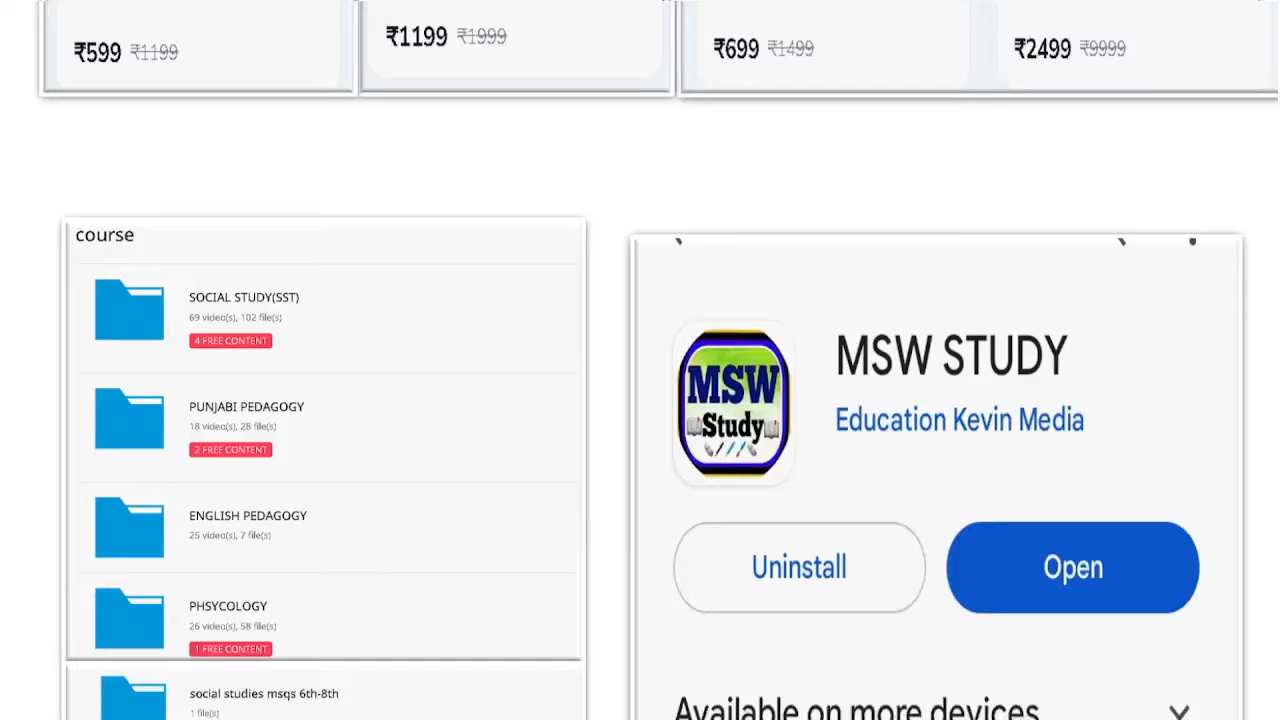 ₹599 ₹1199
₹1199 ₹1999
₹699 ₹1499
₹2499 ₹9999
course
SOCIAL STUDY(SST)
69 video(s), 102 file(s)
4 FREE CONTENT
PUNJABI PEDAGOGY
18 video(s), 28 file(s)
2 FREE CONTENT
ENGLISH PEDAGOGY
25 video(s), 7 file(s)
PHSYCOLOGY
26 video(s), 58 file(s)
1 FREE CONTENT
social studies msqs 6th-8th
1 file(s)
MSW
Study
MSW STUDY
Education Kevin Media
Uninstall
Open
Available on more devices